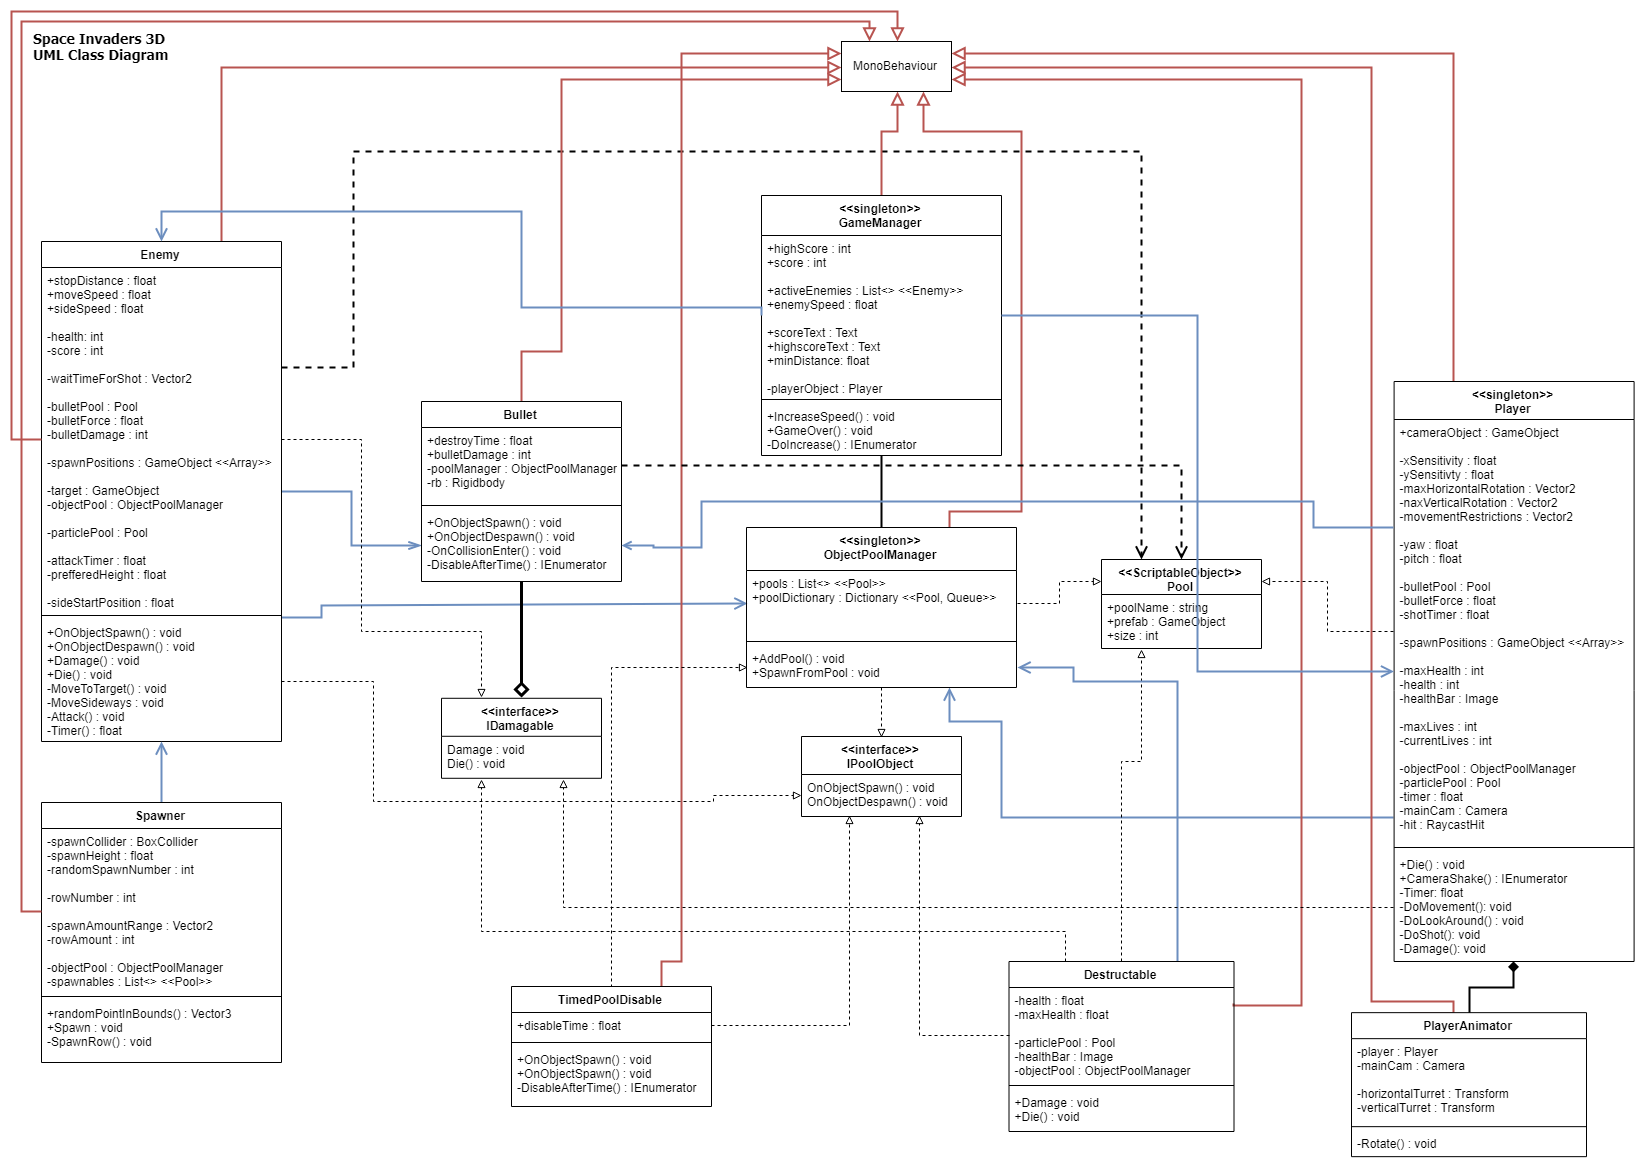 Space Invaders 3D
UML Class Diagram
MonoBehaviour
<<singleton>>
GameManager
+highScore : int
+score : int
+activeEnemies : List<> <<Enemy>>
+enemySpeed : float
+scoreText : Text
+highscoreText : Text
+minDistance: float
-playerObject : Player
+IncreaseSpeed() : void
+GameOver() : void
-DoIncrease() : IEnumerator
Enemy
+stopDistance : float
+moveSpeed : float
+sideSpeed : float
-health: int
-score : int
-waitTimeForShot : Vector2
-bulletPool : Pool
-bulletForce : float
-bulletDamage : int
-spawnPositions : GameObject <<Array>>
-target : GameObject
-objectPool : ObjectPoolManager
-particlePool : Pool
-attackTimer : float
-prefferedHeight : float
-sideStartPosition : float
+OnObjectSpawn() : void
+OnObjectDespawn() : void
+Damage() : void
+Die() : void
-MoveToTarget() : void
-MoveSideways : void
-Attack() : void
-Timer() : float
Bullet
+destroyTime : float
+bulletDamage : int
-poolManager : ObjectPoolManager
-rb : Rigidbody
+OnObjectSpawn() : void
+OnObjectDespawn() : void
-OnCollisionEnter() : void
-DisableAfterTime() : IEnumerator
<<singleton>>
Player
+cameraObject : GameObject
-xSensitivity : float
-ySensitivty : float
-maxHorizontalRotation : Vector2
-naxVerticalRotation : Vector2
-movementRestrictions : Vector2
-yaw : float
-pitch : float
-bulletPool : Pool
-bulletForce : float
-shotTimer : float
-spawnPositions : GameObject <<Array>>
-maxHealth : int
-health : int
-healthBar : Image
-maxLives : int
-currentLives : int
-objectPool : ObjectPoolManager
-particlePool : Pool
-timer : float
-mainCam : Camera
-hit : RaycastHit
+Die() : void
+CameraShake() : IEnumerator
-Timer: float
-DoMovement(): void
-DoLookAround() : void
-DoShot(): void
-Damage(): void
<<singleton>>
ObjectPoolManager
+pools : List<> <<Pool>>
+poolDictionary : Dictionary <<Pool, Queue>>
+AddPool() : void
+SpawnFromPool : void
<<ScriptableObject>>
Pool
+poolName : string
+prefab : GameObject
+size : int
<<interface>>
IDamagable
Damage : void
Die() : void
<<interface>>
IPoolObject
OnObjectSpawn() : void
OnObjectDespawn() : void
Spawner
-spawnCollider : BoxCollider
-spawnHeight : float
-randomSpawnNumber : int
-rowNumber : int
-spawnAmountRange : Vector2
-rowAmount : int
-objectPool : ObjectPoolManager
-spawnables : List<> <<Pool>>
+randomPointInBounds() : Vector3
+Spawn : void
-SpawnRow() : void
TimedPoolDisable
+disableTime : float
+OnObjectSpawn() : void
+OnObjectSpawn() : void
-DisableAfterTime() : IEnumerator
Destructable
-health : float
-maxHealth : float
-particlePool : Pool
-healthBar : Image
-objectPool : ObjectPoolManager
+Damage : void
+Die() : void
PlayerAnimator
-player : Player
-mainCam : Camera
-horizontalTurret : Transform
-verticalTurret : Transform
-Rotate() : void